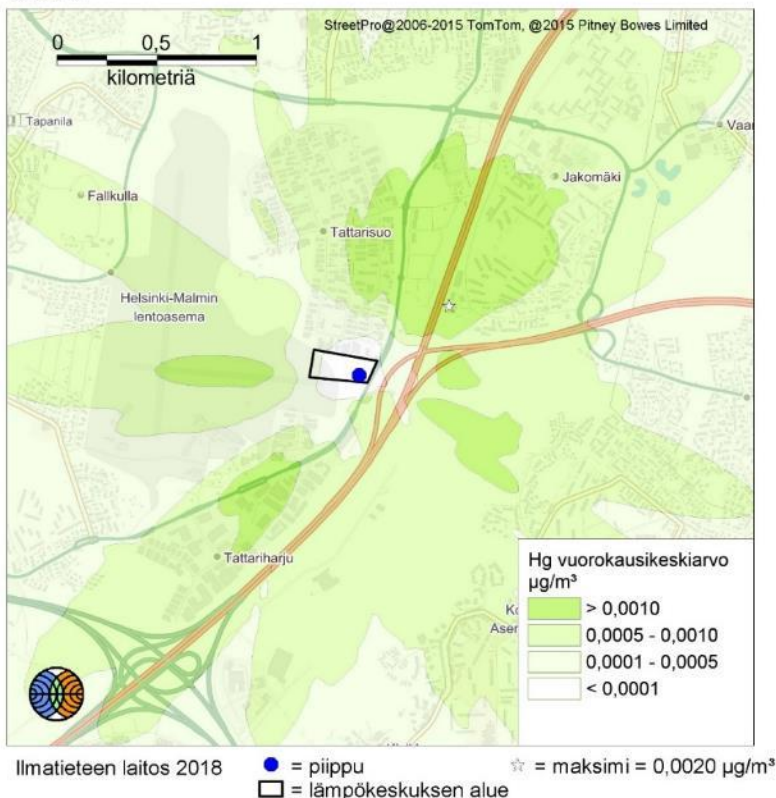 StreetPro@2006-2015 TomTom, @2015 Pitney Bowes Limited
0 0,5 1
kilometriä
Tapanila
Vaar
Fallkulla
Jakomäki
Tattarisuo
Helsinki-Malmin
lentoasema
Tattariharju
Hg vuorokausikeskiarvo
µg/m³
> 0,0010
0,0005 - 0,0010
0,0001 - 0,0005
< 0,0001
Ko
Asem
Ilmatieteen laitos 2018
= piippu
= maksimi = 0,0020 µg/m³
= lämpökeskuksen alue